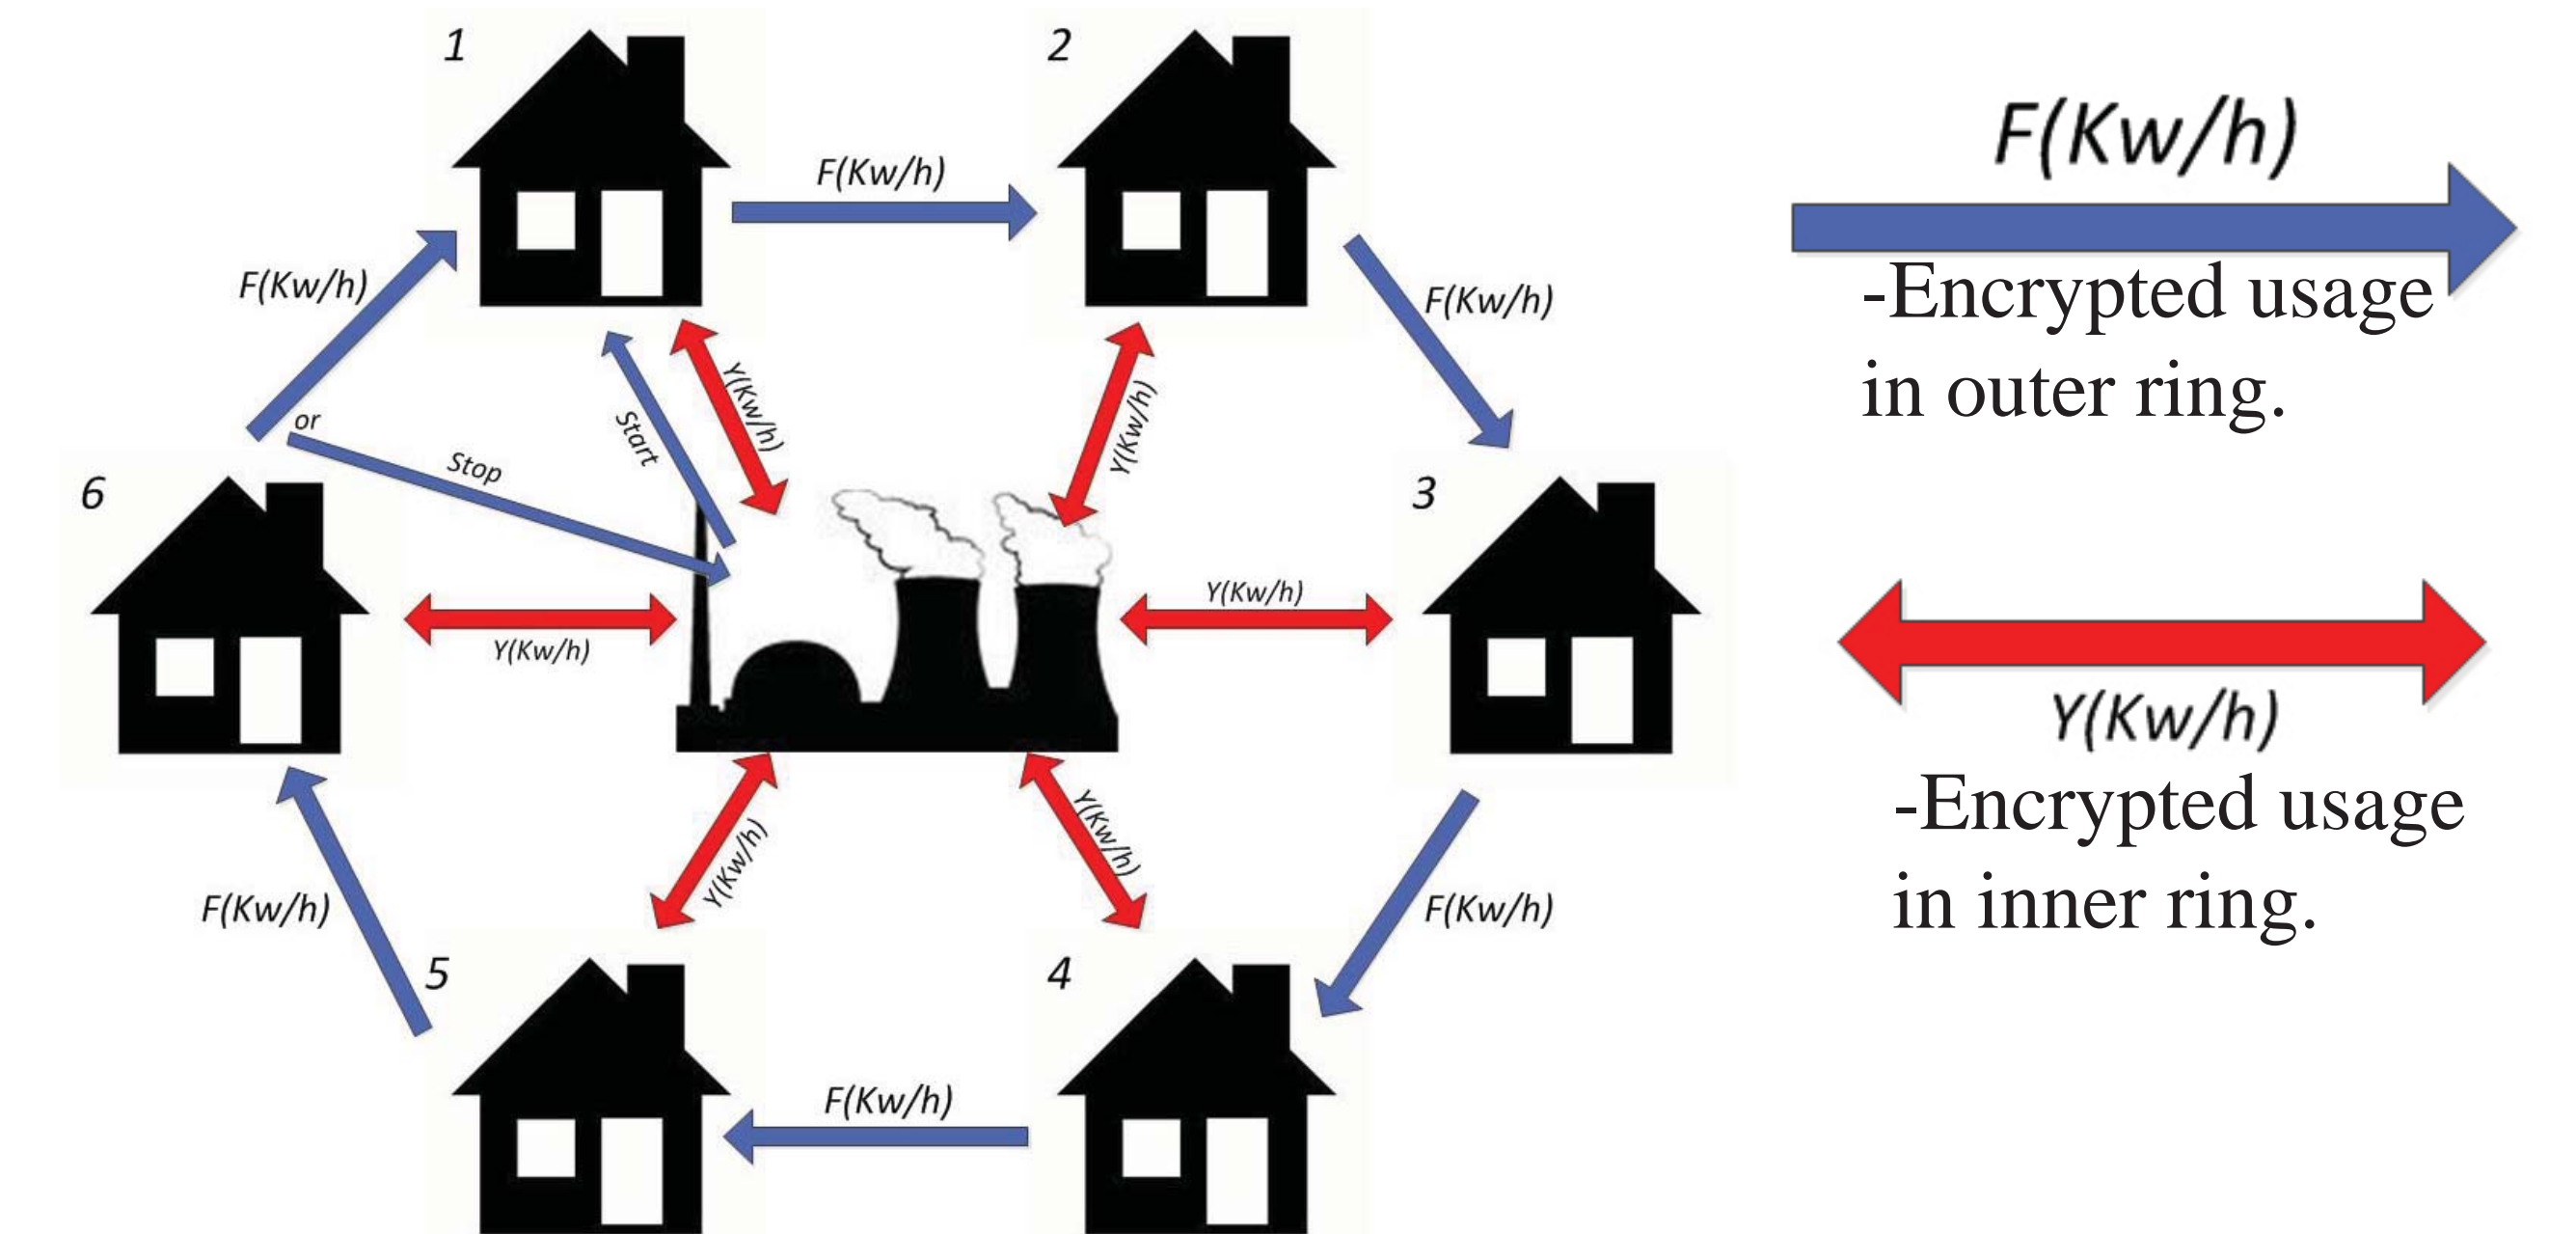 1
2
F(Kw/h)
F(Kw/h)
F(Kw/h)
F(Kw/h)
-Encrypted usage
in outer ring.
Y(Kw/h)
Y(Kw/h)
Start
or
Stop
6
3
Y(Kw/h)
Y(Kw/h)
Y(Kw/h)
-Encrypted usage
in inner ring.
Y(Kw/h)
Y(Kw/h)
F(Kw/h)
F(Kw/h)
5
4
F(Kw/h)